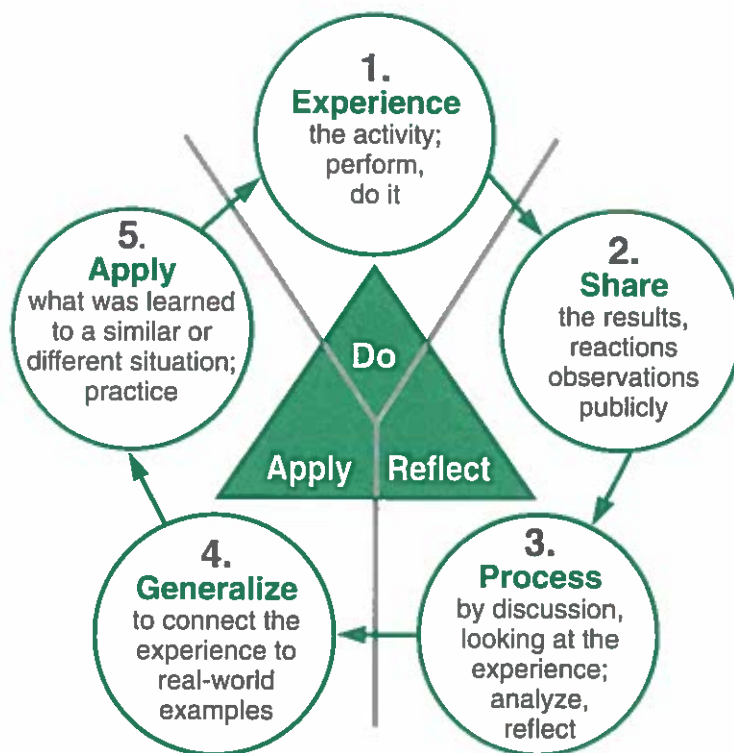 1.
Experience
the activity;
perform,
do it
2.
Share
the results,
reactions
observations
publicly
3.
Process
by discussion,
looking at the
experience;
analyze,
reflect
4.
Generalize
to connect the
experience to
real-world
examples
5.
Apply
what was learned
to a similar or
different situation;
practice
Do
Apply
Reflect